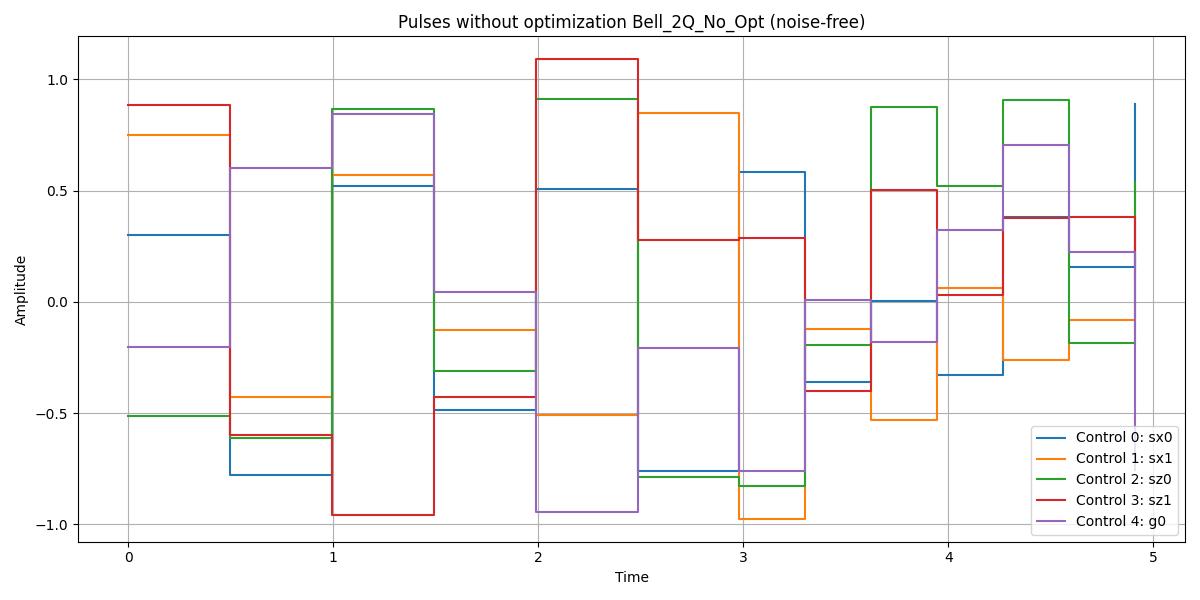 Pulses without optimization Bell_2Q_No_Opt (noise-free)
Amplitude
1.0
0.5
0.0
−0.5
−1.0
Control 0: sx0
Control 1: sx1
Control 2: sz0
Control 3: sz1
Control 4: g0
0 1 2 3 4 5
Time